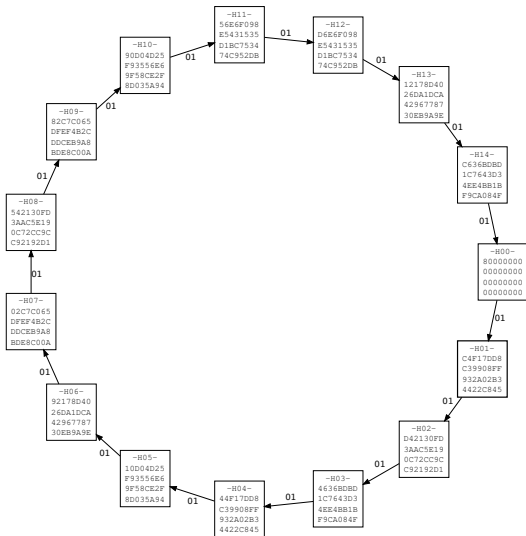 -H11-
56E6F098
E5431535
D1BC7534
74C952DB
01
-H12-
D6E6F098
E5431535
D1BC7534
74C952DB
01
-H10-
90D04D25
F93556E6
9F58CE2F
8D035A94
01
-H13-
12178D40
26DA1DCA
42967787
30EB9A9E
01
-H09-
82C7C065
DFEF4B2C
DDCEB9A8
BDE8C00A
01
-H14-
C636BDBD
1C7643D3
4EE4BB1B
F9CA084F
01
-H08-
542130FD
3AAC5E19
0C72CC9C
C92192D1
01
-H00-
80000000
00000000
00000000
00000000
01
-H07-
02C7C065
DFEF4B2C
DDCEB9A8
BDE8C00A
01
-H01-
C4F17DD8
C39908FF
932A02B3
4422C845
01
-H06-
92178D40
26DA1DCA
42967787
30EB9A9E
01
-H02-
D42130FD
3AAC5E19
0C72CC9C
C92192D1
01
-H05-
10D04D25
F93556E6
9F58CE2F
8D035A94
01
-H04-
44F17DD8
C39908FF
932A02B3
4422C845
01
-H03-
4636BDBD
1C7643D3
4EE4BB1B
F9CA084F
01